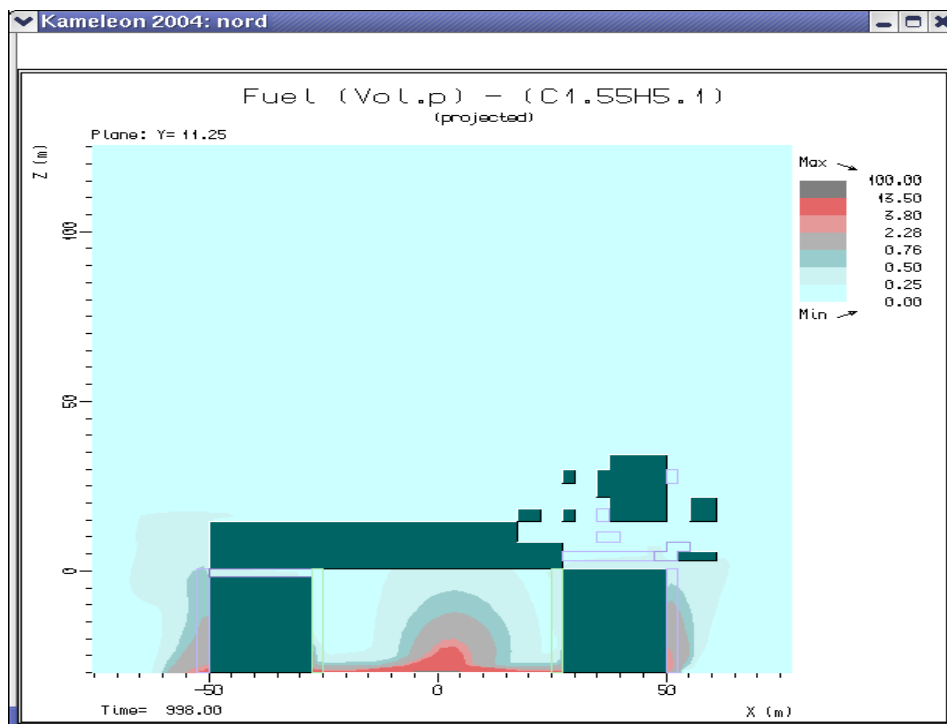 Kameleon 2004: nord
Fuel (Vol.p) - (C1.55H5.1)
(projected)
Plane: Y= 11.25
Z (m)
100
50
0
-50
0
50
X (m)
Time= 998.00
Max
100.00
13.50
3.80
2.28
0.76
0.50
0.25
0.00
Min